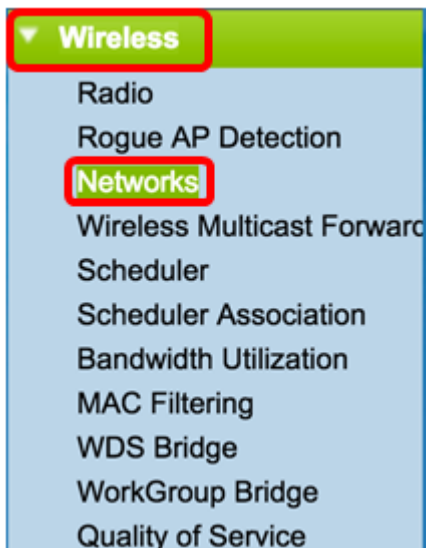 Wireless
Radio
Rogue AP Detection
Networks
Wireless Multicast Forward
Scheduler
Scheduler Association
Bandwidth Utilization
MAC Filtering
WDS Bridge
WorkGroup Bridge
Quality of Service